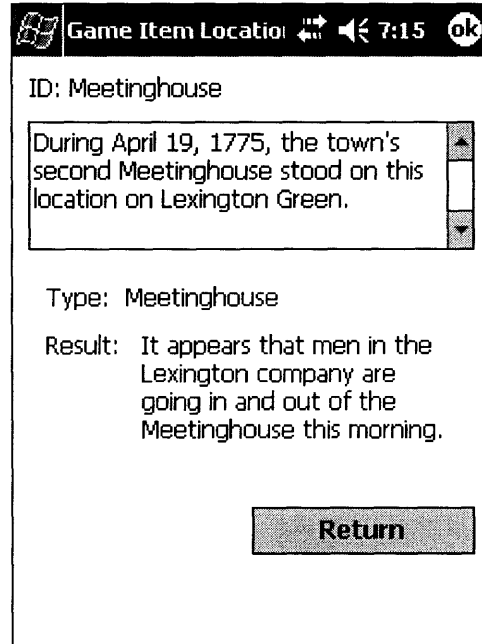 Game Item Locatio 7:15 ok
ID: Meetinghouse
During April 19, 1775, the town's
second Meetinghouse stood on this
location on Lexington Green.
Type: Meetinghouse
Result: It appears that men in the
Lexington company are
going in and out of the
Meetinghouse this morning.
Return